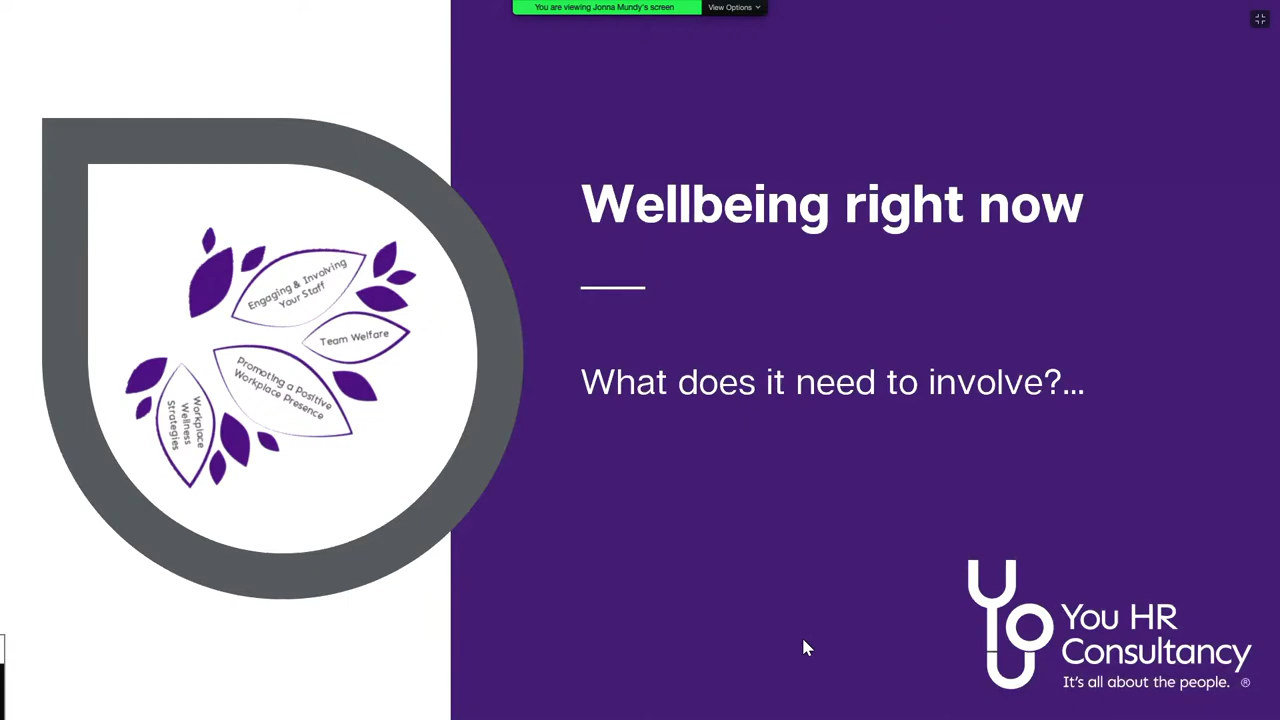 You are viewing Jonna Mundy's screen
View Options
Engaging & Involving
Your Staff
Team Welfare
Promoting a Positive
Workplace Presence
Workplace
Wellness
Strategies
Wellbeing right now
What does it need to involve?...
You HR
Consultancy
It's all about the people. ®